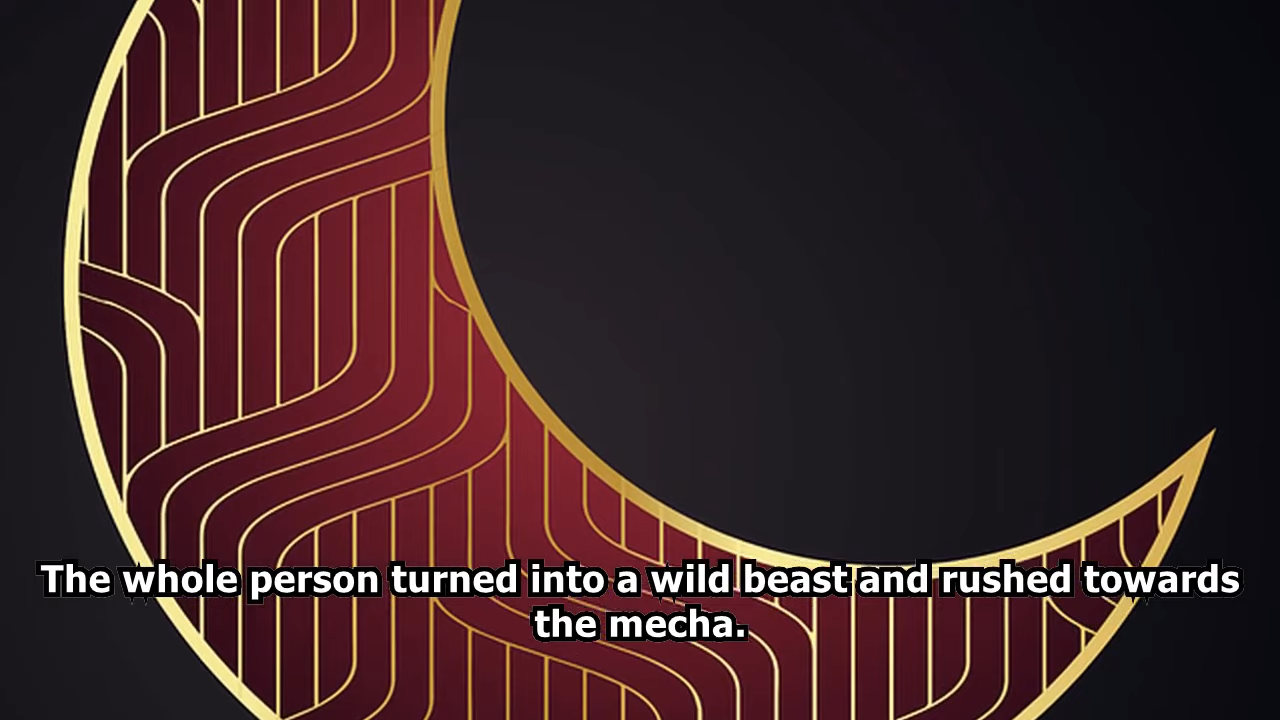 The whole person turned into a wild beast and rushed towards
the mecha.